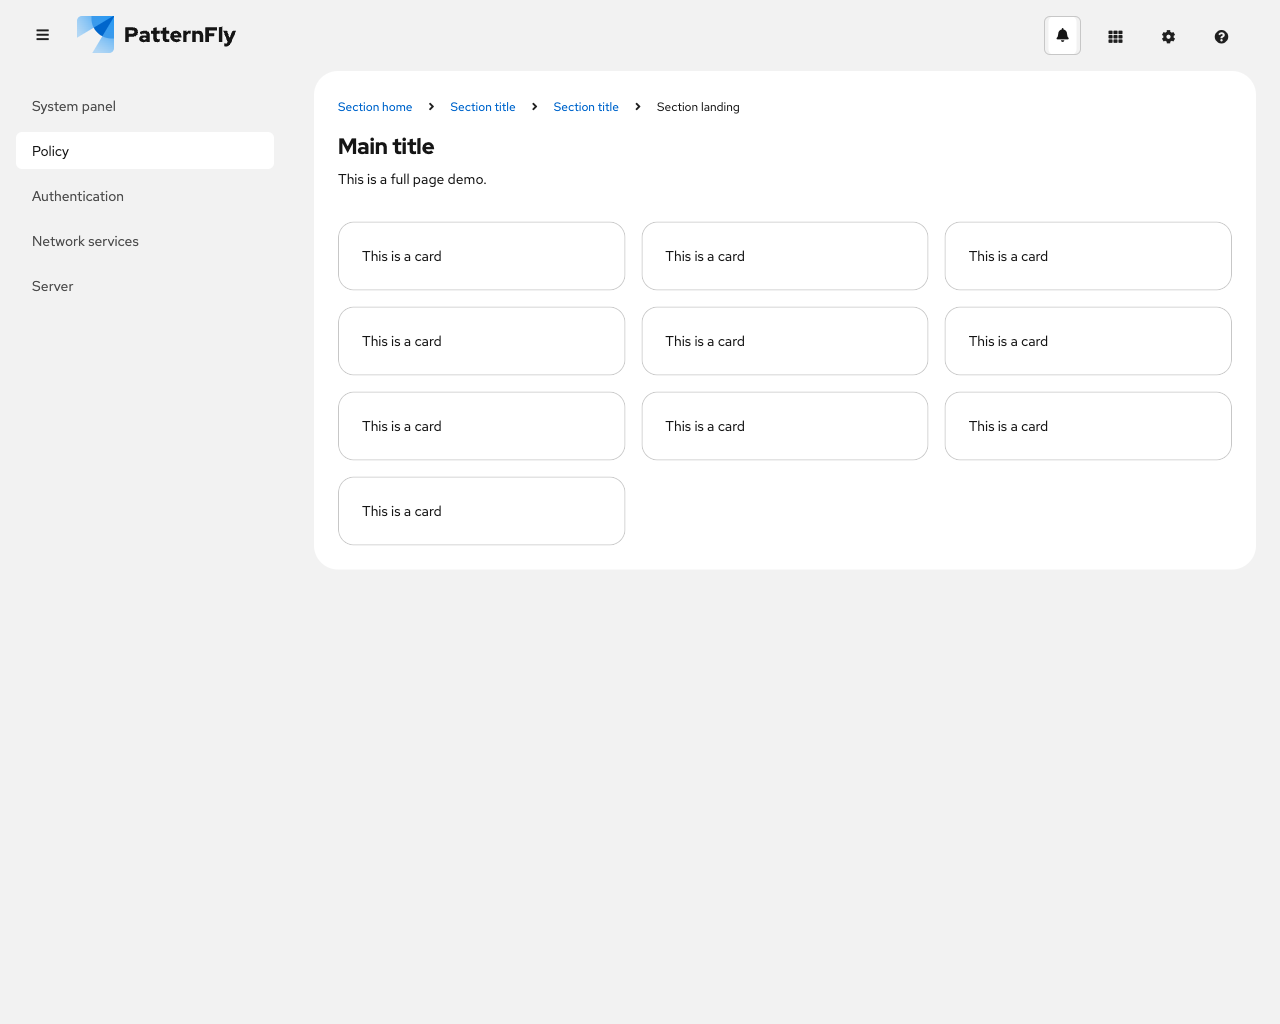 PatternFly
System panel
Policy
Authentication
Network services
Server
Section home
Section title
Section title
Section landing
Main title
This is a full page demo.
This is a card
This is a card
This is a card
This is a card
This is a card
This is a card
This is a card
This is a card
This is a card
This is a card